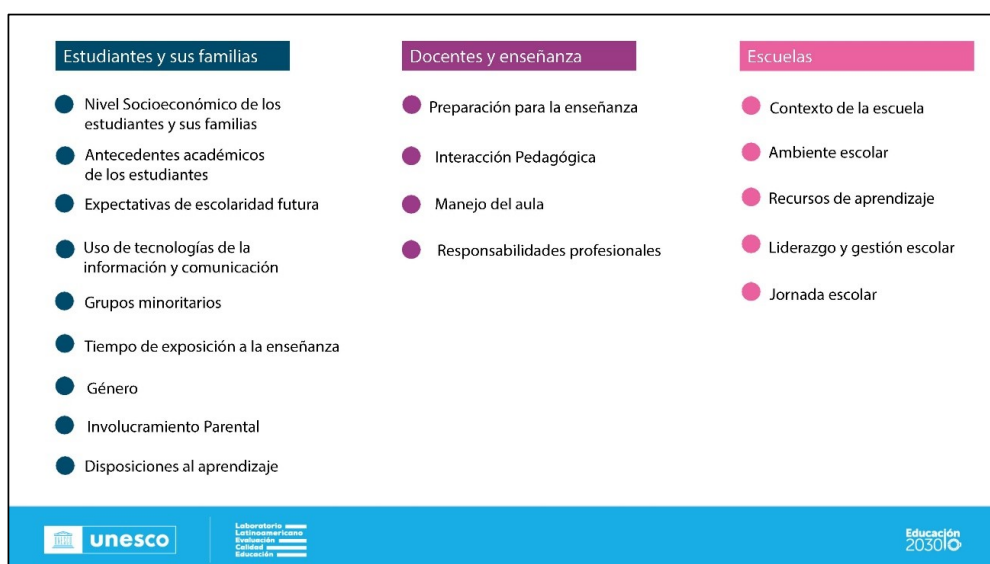 Estudiantes y sus familias
Nivel Socioeconómico de los
estudiantes y sus familias
Antecedentes académicos
de los estudiantes
Expectativas de escolaridad futura
Uso de tecnologías de la
información y comunicación
Grupos minoritarios
Tiempo de exposición a la enseñanza
Género
Involucramiento Parental
Disposiciones al aprendizaje
Docentes y enseñanza
Preparación para la enseñanza
Interacción Pedagógica
Manejo del aula
Responsabilidades profesionales
Escuelas
Contexto de la escuela
Ambiente escolar
Recursos de aprendizaje
Liderazgo y gestión escolar
Jornada escolar
unesco
Laboratorio
Latinoamericano
Evaluación
Calidad
Educación
Educación
2030